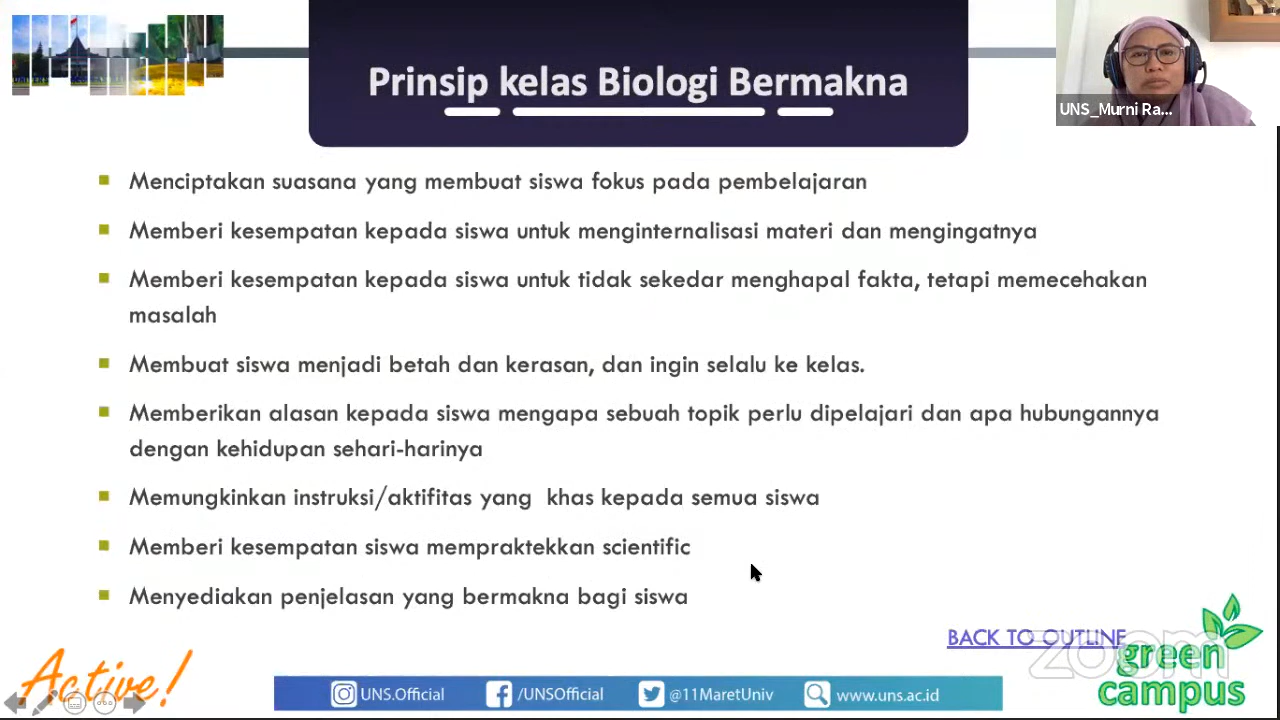 Prinsip kelas Biologi Bermakna
UNS_Murni Ra...
Menciptakan suasana yang membuat siswa fokus pada pembelajaran
Memberi kesempatan kepada siswa untuk menginternalisasi materi dan mengingatnya
Memberi kesempatan kepada siswa untuk tidak sekedar menghapal fakta, tetapi memecehakan
masalah
Membuat siswa menjadi betah dan kerasan, dan ingin selalu ke kelas.
Memberikan alasan kepada siswa mengapa sebuah topik perlu dipelajari dan apa hubungannya
dengan kehidupan sehari-harinya
Memungkinkan instruksi/aktifitas yang khas kepada semua siswa
Memberi kesempatan siswa mempraktekkan scientific
Menyediakan penjelasan yang bermakna bagi siswa
BACK TO OUTLINE
zoom
green
campus
Active!
UNS.Official
/UNSOfficial
@11MaretUniv
www.uns.ac.id